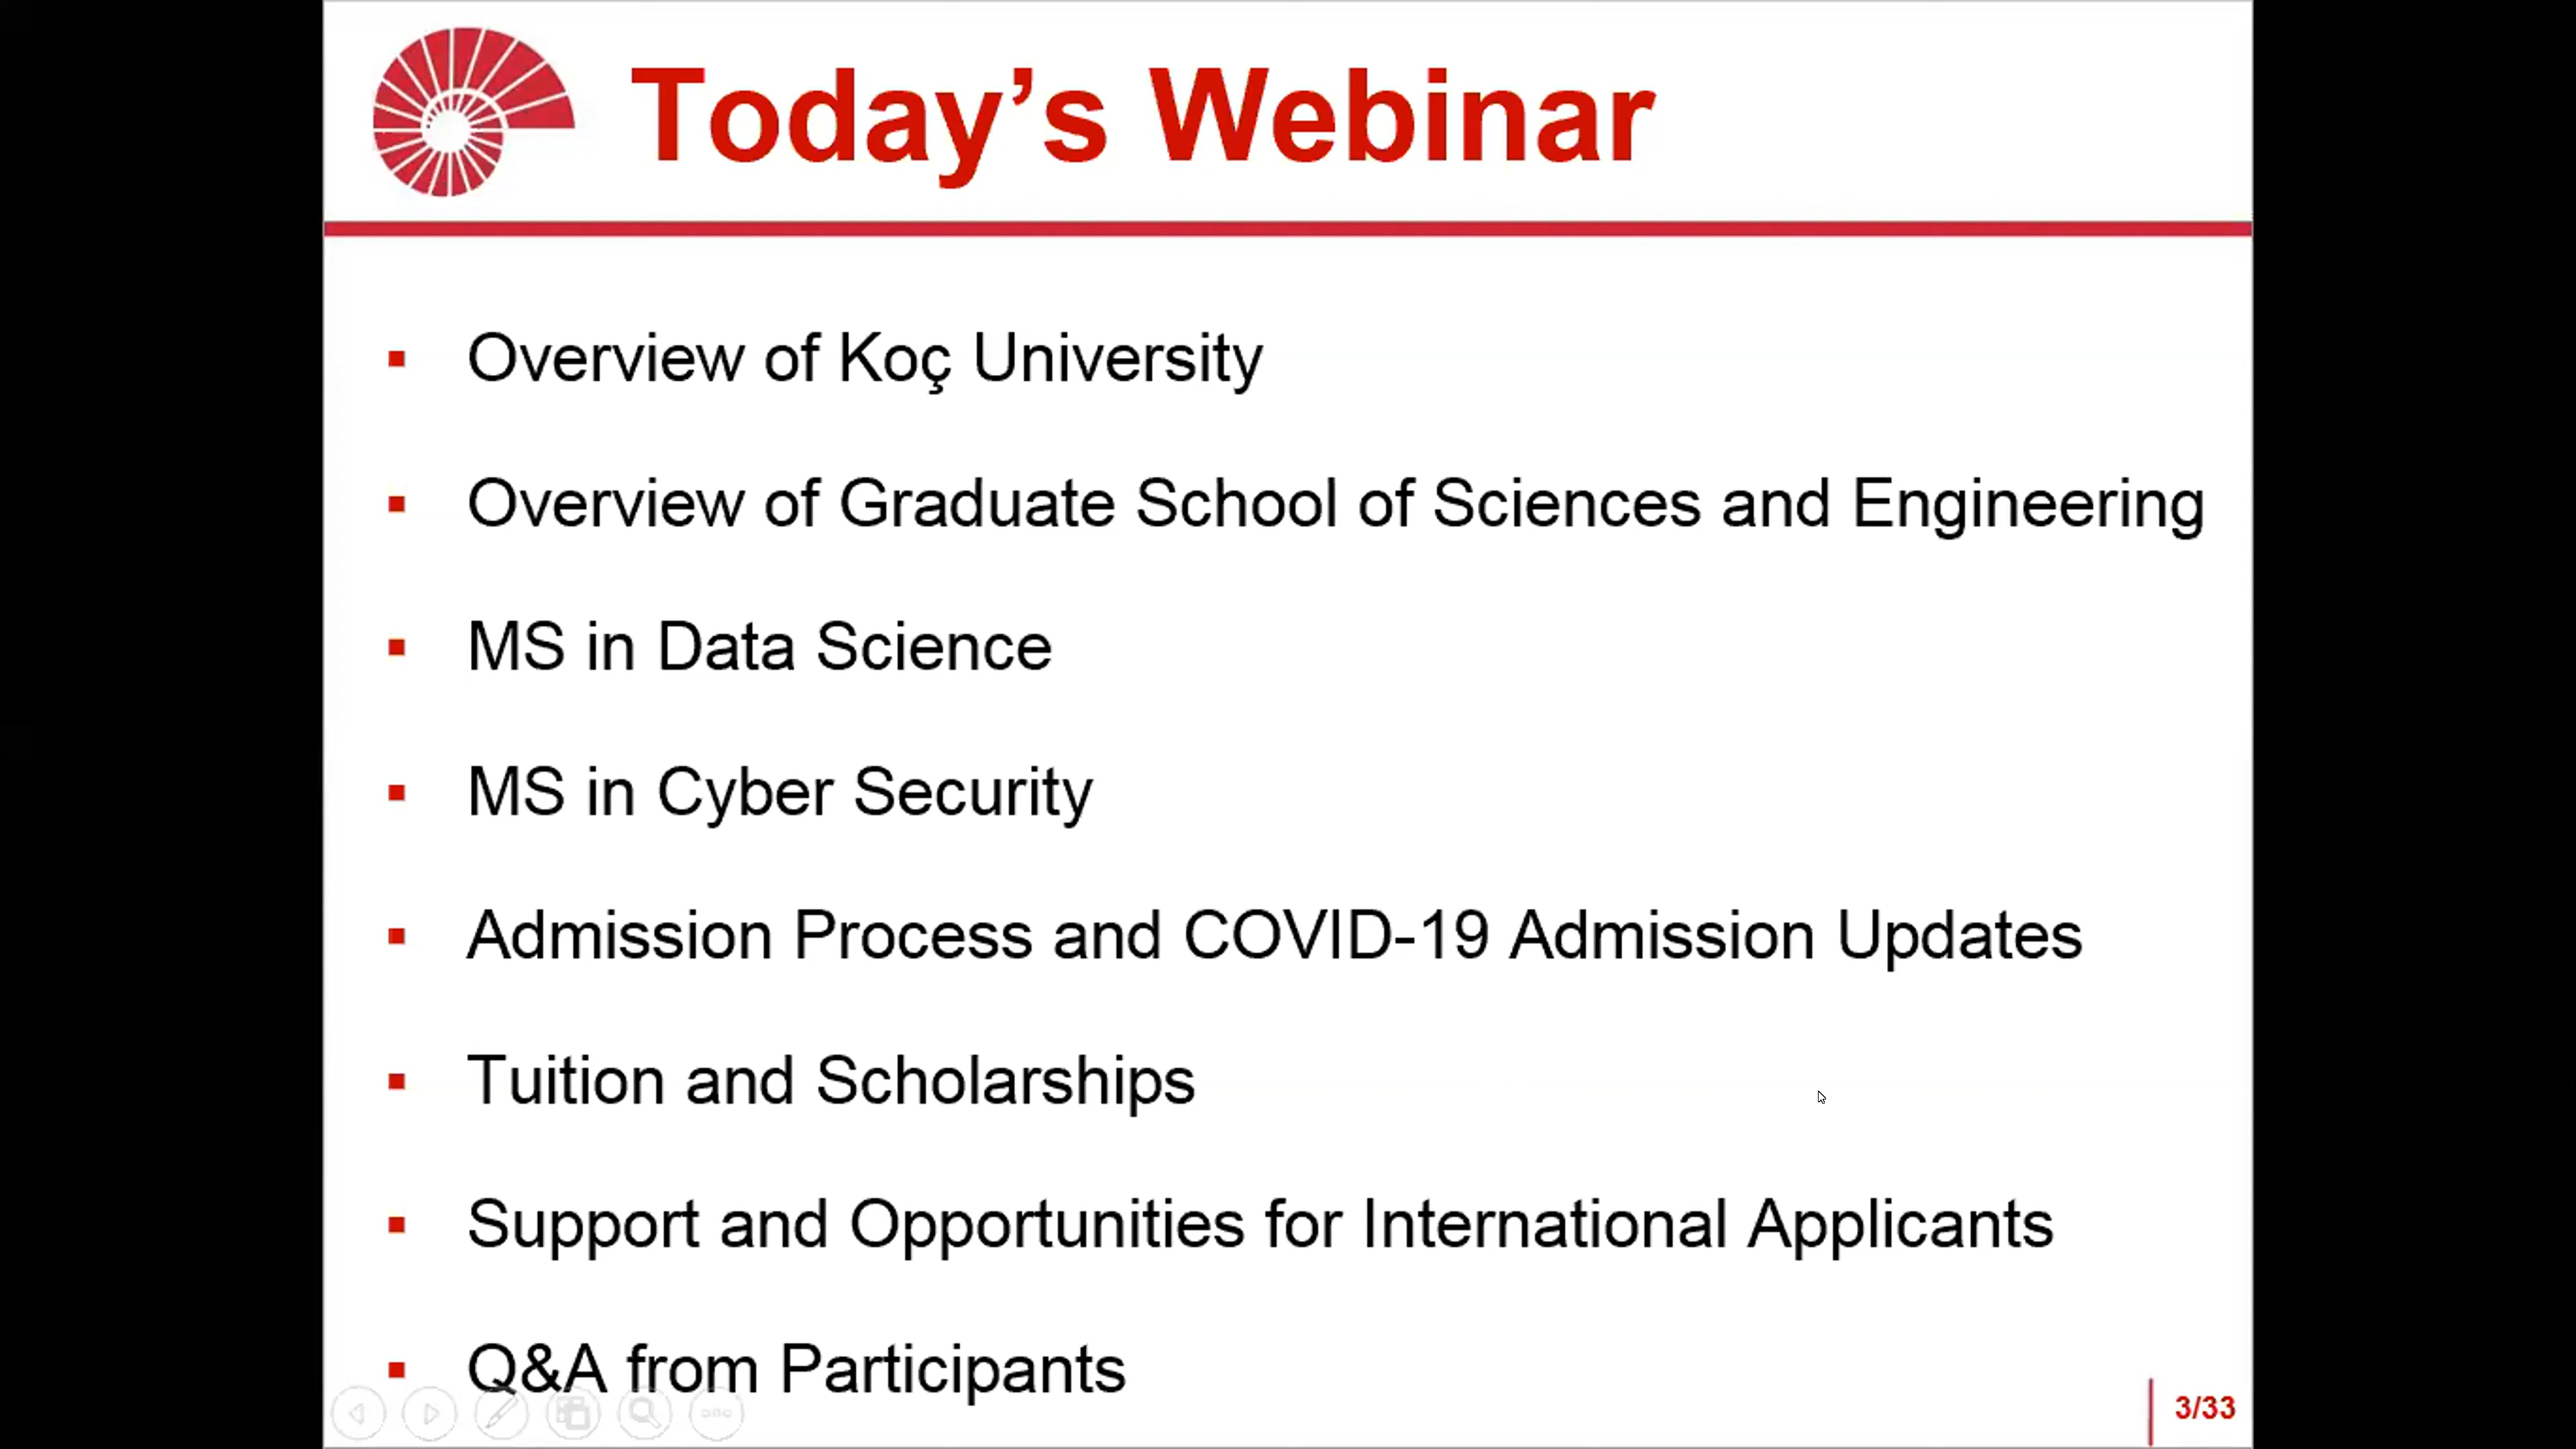 Today’s Webinar
▪ Overview of Koç University
▪ Overview of Graduate School of Sciences and Engineering
▪ MS in Data Science
▪ MS in Cyber Security
▪ Admission Process and COVID-19 Admission Updates
▪ Tuition and Scholarships
▪ Support and Opportunities for International Applicants
▪ Q&A from Participants
3/33